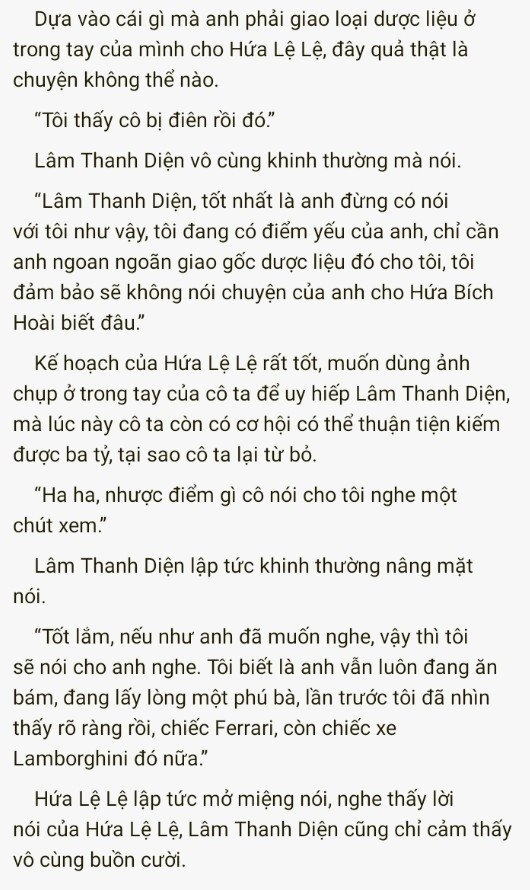 Dựa vào cái gì mà anh phải giao loại dược liệu ở
trong tay của mình cho Hứa Lệ Lệ, đây quả thật là
chuyện không thể nào.
“Tôi thấy cô bị điên rồi đó.”
Lâm Thanh Diện vô cùng khinh thường mà nói.
“Lâm Thanh Diện, tốt nhất là anh đừng có nói
với tôi như vậy, tôi đang có điểm yếu của anh, chỉ cần
anh ngoan ngoãn giao gốc dược liệu đó cho tôi, tôi
đảm bảo sẽ không nói chuyện của anh cho Hứa Bích
Hoài biết đâu.”
Kế hoạch của Hứa Lệ Lệ rất tốt, muốn dùng ảnh
chụp ở trong tay của cô ta để uy hiếp Lâm Thanh Diện,
mà lúc này cô ta còn có cơ hội có thể thuận tiện kiếm
được ba tỷ, tại sao cô ta lại từ bỏ.
“Ha ha, nhược điểm gì cô nói cho tôi nghe một
chút xem.”
Lâm Thanh Diện lập tức khinh thường nâng mặt
nói.
“Tốt lắm, nếu như anh đã muốn nghe, vậy thì tôi
sẽ nói cho anh nghe. Tôi biết là anh vẫn luôn đang ăn
bám, đang lấy lòng một phú bà, lần trước tôi đã nhìn
thấy rõ ràng rồi, chiếc Ferrari, còn chiếc xe
Lamborghini đó nữa.”
Hứa Lệ Lệ lập tức mở miệng nói, nghe thấy lời
nói của Hứa Lệ Lệ, Lâm Thanh Diện cũng chỉ cảm thấy
vô cùng buồn cười.